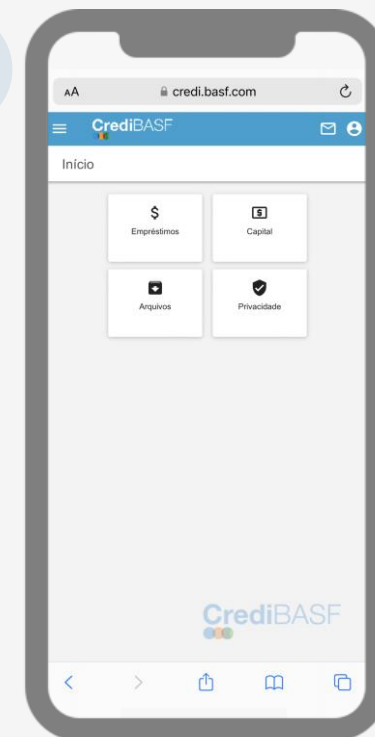 AA credi.basf.com
CrediBASF
Início
Empréstimos Capital
Arquivos Privacidade
CrediBASF